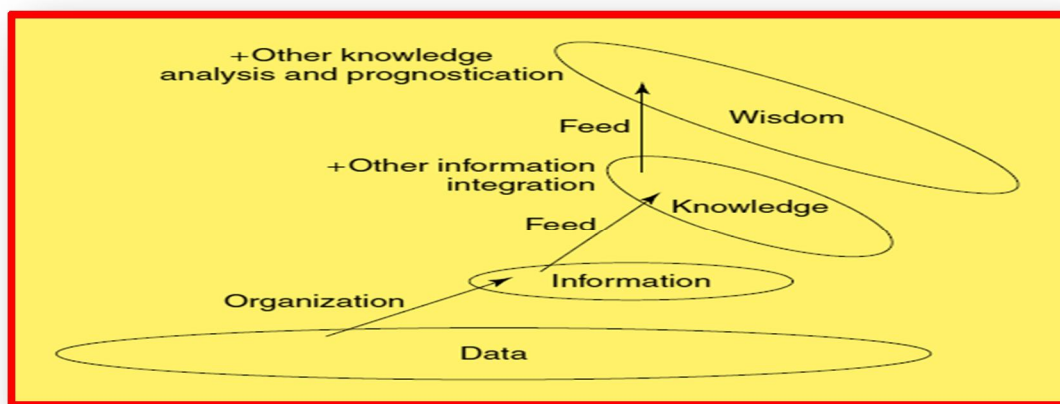 +Other knowledge
analysis and prognostication
Wisdom
Feed
+Other information
integration
Knowledge
Feed
Information
Organization
Data